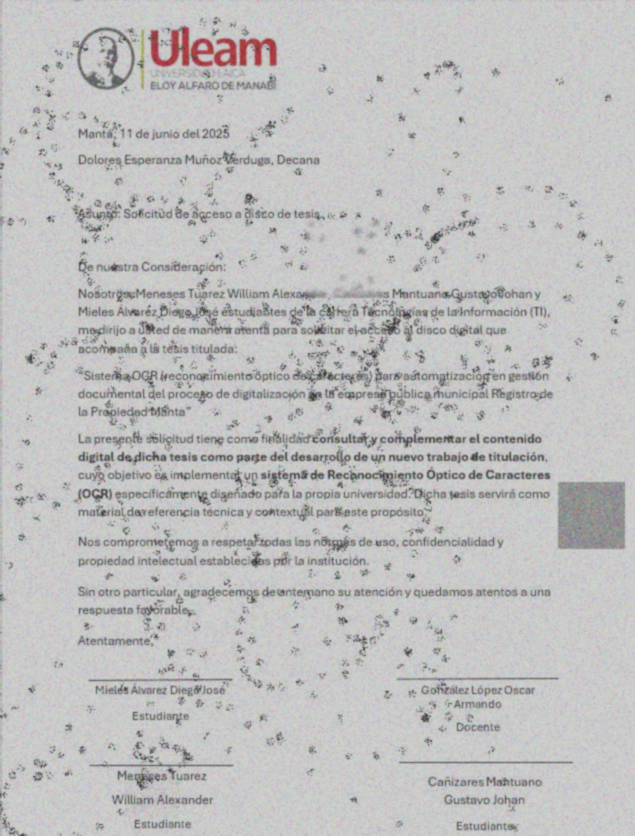 Uleam
UNIVERSIDAD LAICA
ELOY ALFARO DE MANABÍ
Manta, 11 de junio del 2025
Dolores Esperanza Muñoz Verduga, Decana
Asunto: Solicitud de acceso a disco de tesis.
De nuestra Consideración:
Nosotros, Meneses Tuarez William Mantuano Gustavo Johan y
Mieles Álvarez Diego José estudiantes de la carrera Tecnologías de la Información (TI),
me dirijo a usted de manera atenta para solicitar el acceso al disco digital que
acompaña a la tesis titulada:
"Sistema OCR (reconocimiento óptico de caracteres) para automatización en gestión
documental del proceso de digitalización en la empresa pública municipal Registro de
la Propiedad Manta"
La presente solicitud tiene como finalidad consultar y complementar el contenido
digital de dicha tesis como parte del desarrollo de un nuevo trabajo de titulación,
cuyo objetivo es implementar un sistema de Reconocimiento Óptico de Caracteres
(OCR) específicamente diseñado para la propia universidad. Dicha tesis servirá como
material de referencia técnica y contextual para este propósito.
Nos comprometemos a respetar todas las normas de uso, confidencialidad y
propiedad intelectual establecidas por la institución.
Sin otro particular, agradecemos de antemano su atención y quedamos atentos a una
respuesta favorable.
Atentamente,
Mieles Álvarez Diego José
Estudiante
González López Oscar
Armando
Docente
Meneses Tuarez
William Alexander
Estudiante
Cañizares Mantuano
Gustavo Johan
Estudiante